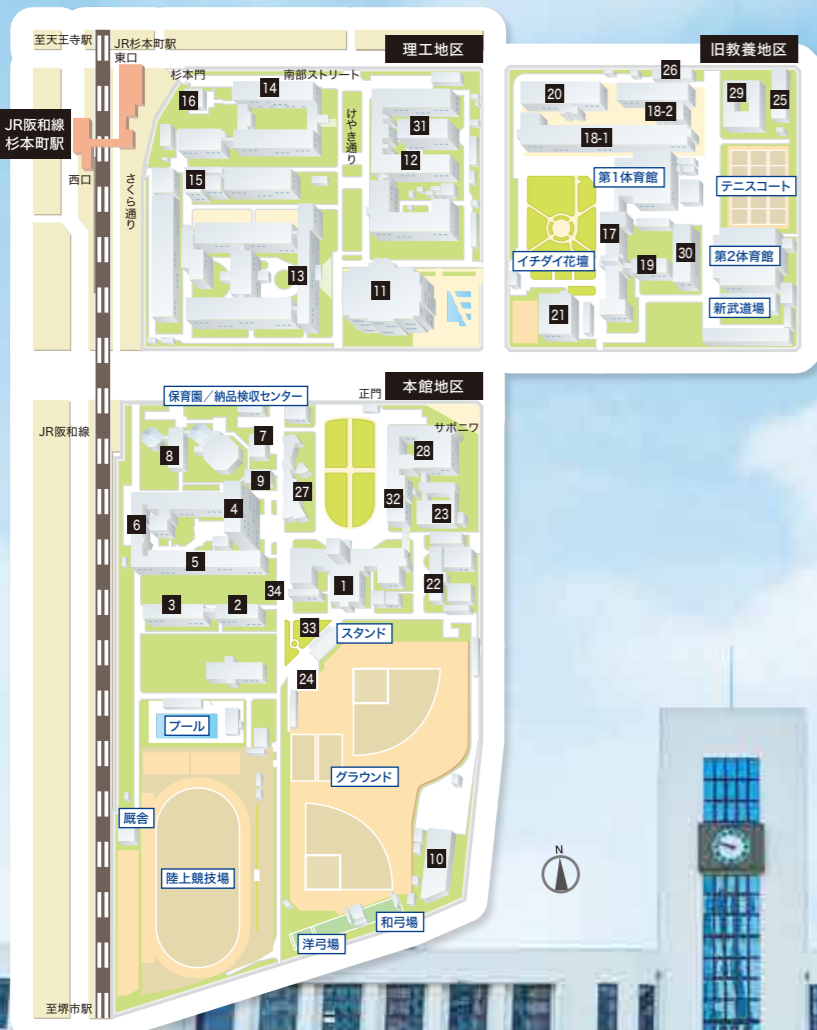 至天王寺駅
JR杉本町駅
東口
理工地区
旧教養地区
杉本門
南部ストリート
14
16
けやき通り
31
12
JR阪和線
杉本町駅
西口
さくら通り
15
13
11
26
20
18-2
29
25
18-1
第1体育館
テニスコート
17
イチダイ花壇
19
30
第2体育館
新武道場
21
本館地区
保育園/納品検収センター
正門
JR阪和線
サポニワ
7
8
28
9
27
32
4
23
6
5
34
1
22
3
2
33
スタンド
24
プール
グラウンド
厩舎
10
陸上競技場
N
和弓場
洋弓場
至堺市駅